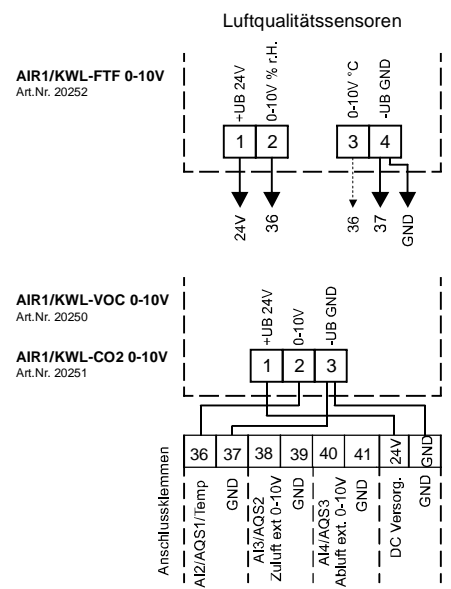 Luftqualitätssensoren
AIR1/KWL-FTF 0-10V
Art.Nr. 20252
+UB 24V
0-10V % r.H.
0-10V °C
-UB GND
1 2 3 4
24V
36
36
37
GND
AIR1/KWL-VOC 0-10V
Art.Nr. 20250
AIR1/KWL-CO2 0-10V
Art.Nr. 20251
+UB 24V
0-10V
-UB GND
1 2 3
Anschlussklemmen
36 37 38 39 40 41 24V GND
AI2/AQS1/Temp
GND
AI3/AQS2
Zuluft ext 0-10V
GND
AI4/AQS3
Abluft ext. 0-10V
GND
DC Versorg.
GND